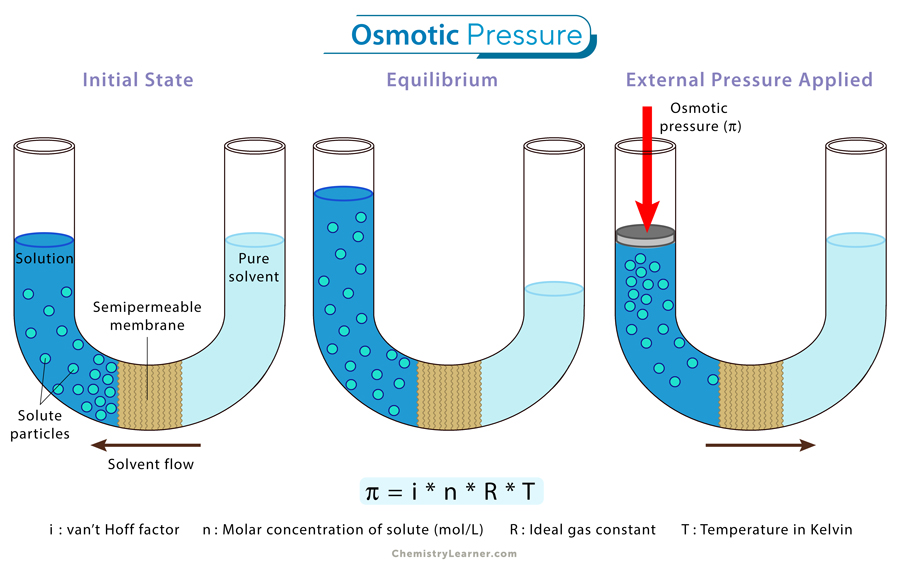 Osmotic Pressure
Initial State
Equilibrium
External Pressure Applied
Osmotic
pressure (π)
Solution
Pure
solvent
Semipermeable
membrane
Solute
particles
Solvent flow
π = i * n * R * T
i : van't Hoff factor
n : Molar concentration of solute (mol/L)
R : Ideal gas constant
T : Temperature in Kelvin
ChemistryLearner.com